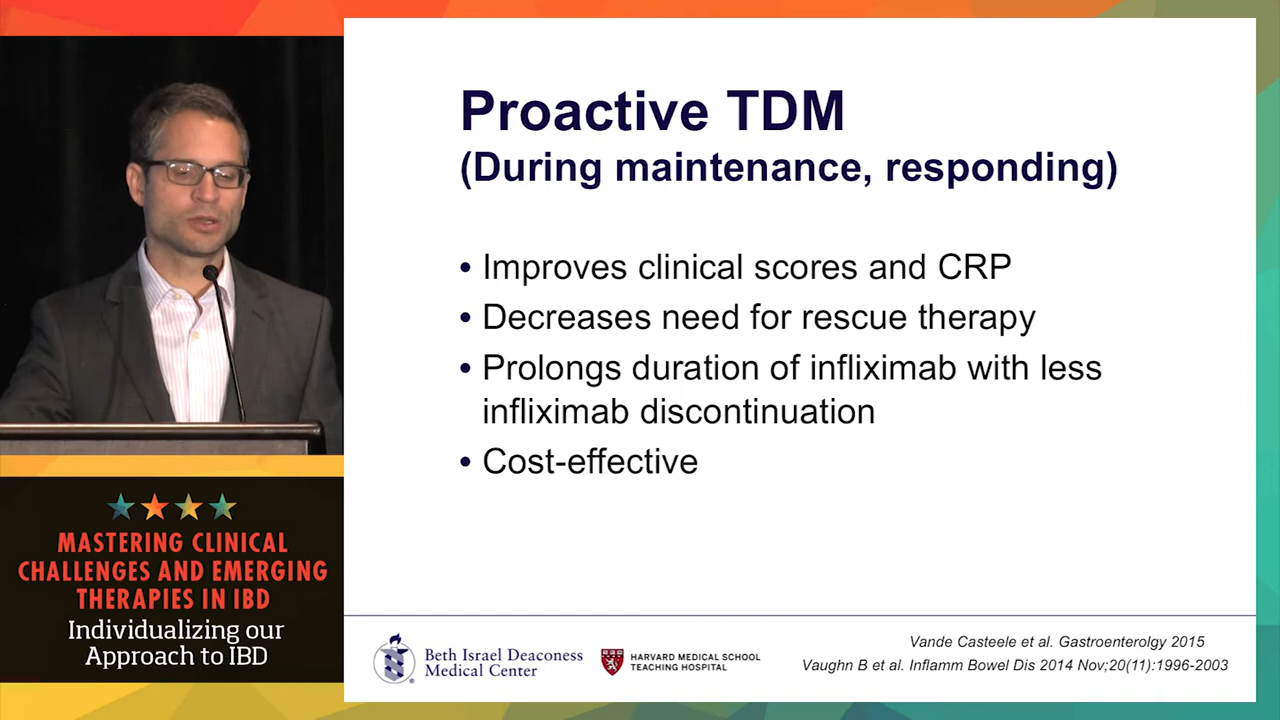 Proactive TDM
(During maintenance, responding)
• Improves clinical scores and CRP
• Decreases need for rescue therapy
• Prolongs duration of infliximab with less
infliximab discontinuation
• Cost-effective
MASTERING CLINICAL
CHALLENGES AND EMERGING
THERAPIES IN IBD
Individualizing our
Approach to IBD
Beth Israel Deaconess
Medical Center
HARVARD MEDICAL SCHOOL
TEACHING HOSPITAL
Vande Casteele et al. Gastroenterolgy 2015
Vaughn B et al. Inflamm Bowel Dis 2014 Nov;20(11):1996-2003